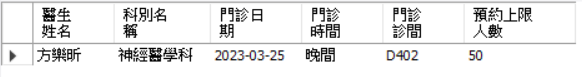 醫生姓名 科別名稱 門診日期 門診時間 門診診間 預約上限人數
方樂昕 神經醫學科 2023-03-25 晚間 D402 50